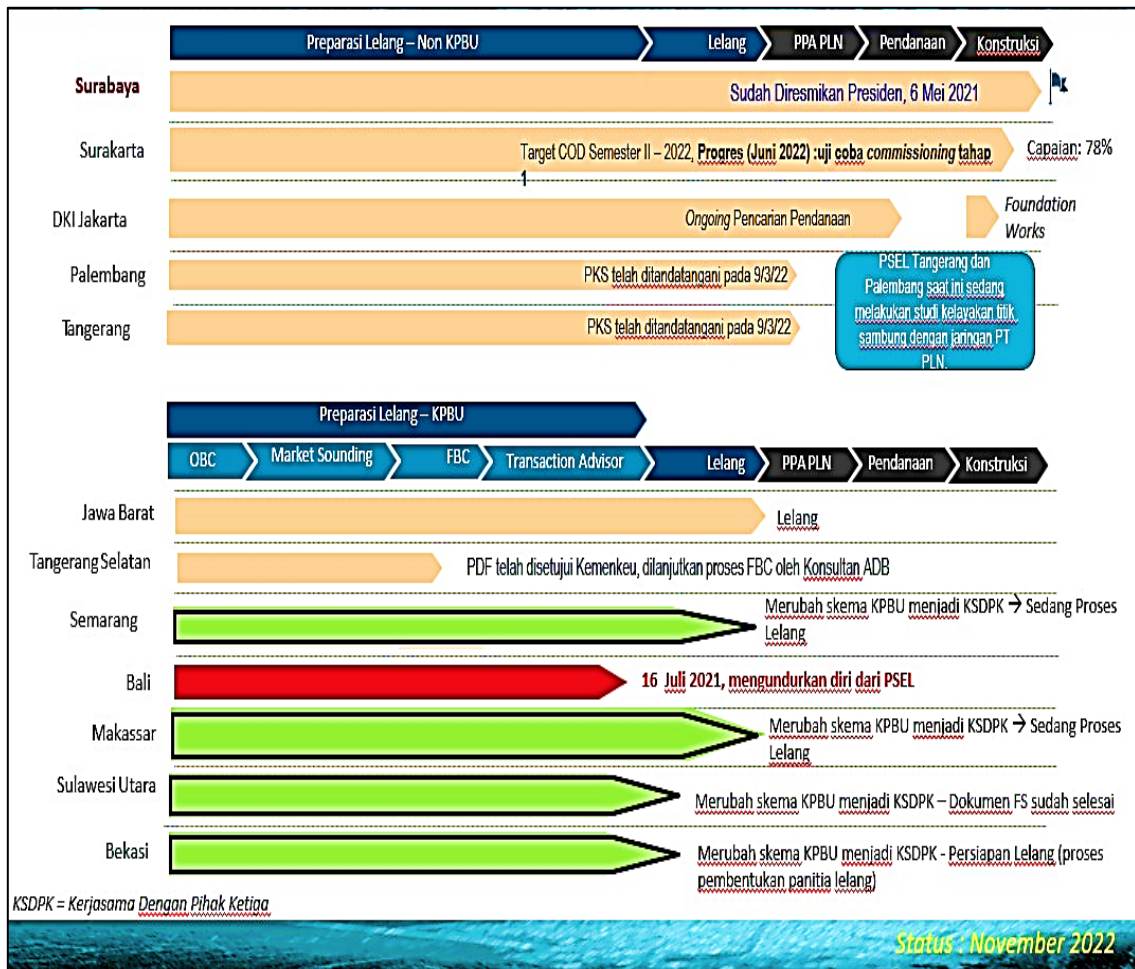 Preparasi Lelang – Non KPBU
Lelang
PPA PLN
Pendanaan
Konstruksi
Surabaya
Sudah Diresmikan Presiden, 6 Mei 2021
Surakarta
Target COD Semester II – 2022, Progres (Juni 2022) :uji coba commissioning tahap
1
Capaian: 78%
DKI Jakarta
Ongoing Pencarian Pendanaan
Foundation
Works
Palembang
PKS telah ditandatangani pada 9/3/22
Tangerang
PKS telah ditandatangani pada 9/3/22
PSEL Tangerang dan
Palembang saat ini sedang
melakukan studi kelayakan titik
sambung dengan jaringan PT
PLN.
Preparasi Lelang – KPBU
OBC
Market Sounding
FBC
Transaction Advisor
Lelang
PPA PLN
Pendanaan
Konstruksi
Jawa Barat
Lelang
Tangerang Selatan
PDF telah disetujui Kemenkeu, dilanjutkan proses FBC oleh Konsultan ADB
Semarang
Merubah skema KPBU menjadi KSDPK → Sedang Proses
Lelang
Bali
16 Juli 2021, mengundurkan diri dari PSEL
Makassar
Merubah skema KPBU menjadi KSDPK → Sedang Proses
Lelang
Sulawesi Utara
Merubah skema KPBU menjadi KSDPK – Dokumen FS sudah selesai
Bekasi
Merubah skema KPBU menjadi KSDPK - Persiapan Lelang (proses
pembentukan panitia lelang)
KSDPK = Kerjasama Dengan Pihak Ketiga
Status : November 2022